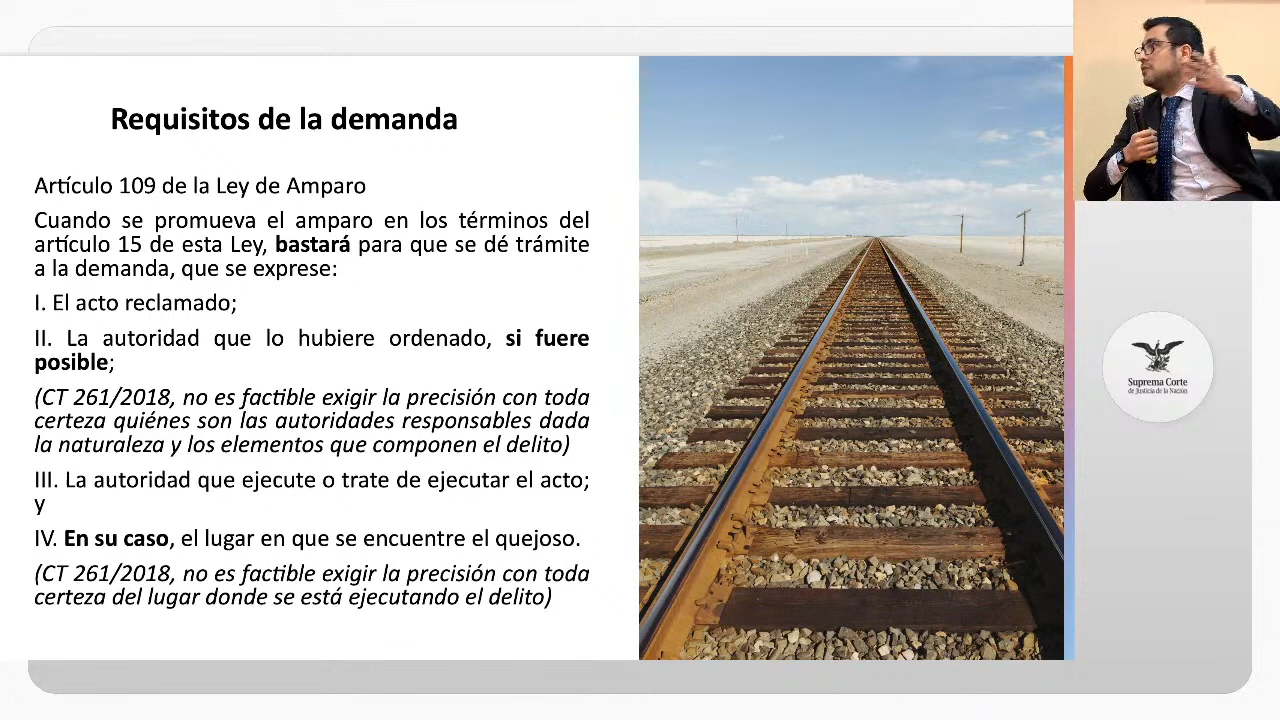 Requisitos de la demanda
Artículo 109 de la Ley de Amparo
Cuando se promueva el amparo en los términos del
artículo 15 de esta Ley, bastará para que se dé trámite
a la demanda, que se exprese:
I. El acto reclamado;
II. La autoridad que lo hubiere ordenado, si fuere
posible;
(CT 261/2018, no es factible exigir la precisión con toda
certeza quiénes son las autoridades responsables dada
la naturaleza y los elementos que componen el delito)
III. La autoridad que ejecute o trate de ejecutar el acto;
y
IV. En su caso, el lugar en que se encuentre el quejoso.
(CT 261/2018, no es factible exigir la precisión con toda
certeza del lugar donde se está ejecutando el delito)
Suprema Corte
de Justicia de la Nación